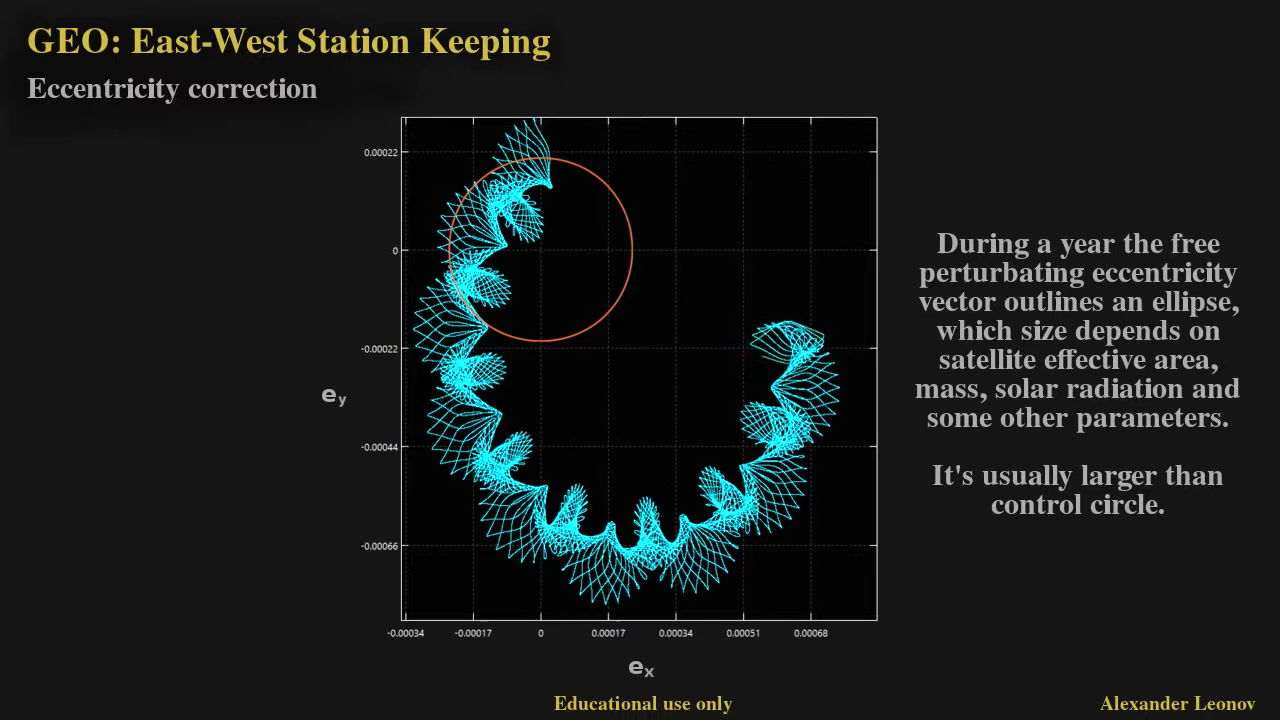 GEO: East-West Station Keeping
Eccentricity correction
0.00022
0
-0.00022
-0.00044
-0.00066
ey
-0.00034 -0.00017 0 0.00017 0.00034 0.00051 0.00068
ex
During a year the free
perturbating eccentricity
vector outlines an ellipse,
which size depends on
satellite effective area,
mass, solar radiation and
some other parameters.
It's usually larger than
control circle.
Educational use only
Alexander Leonov